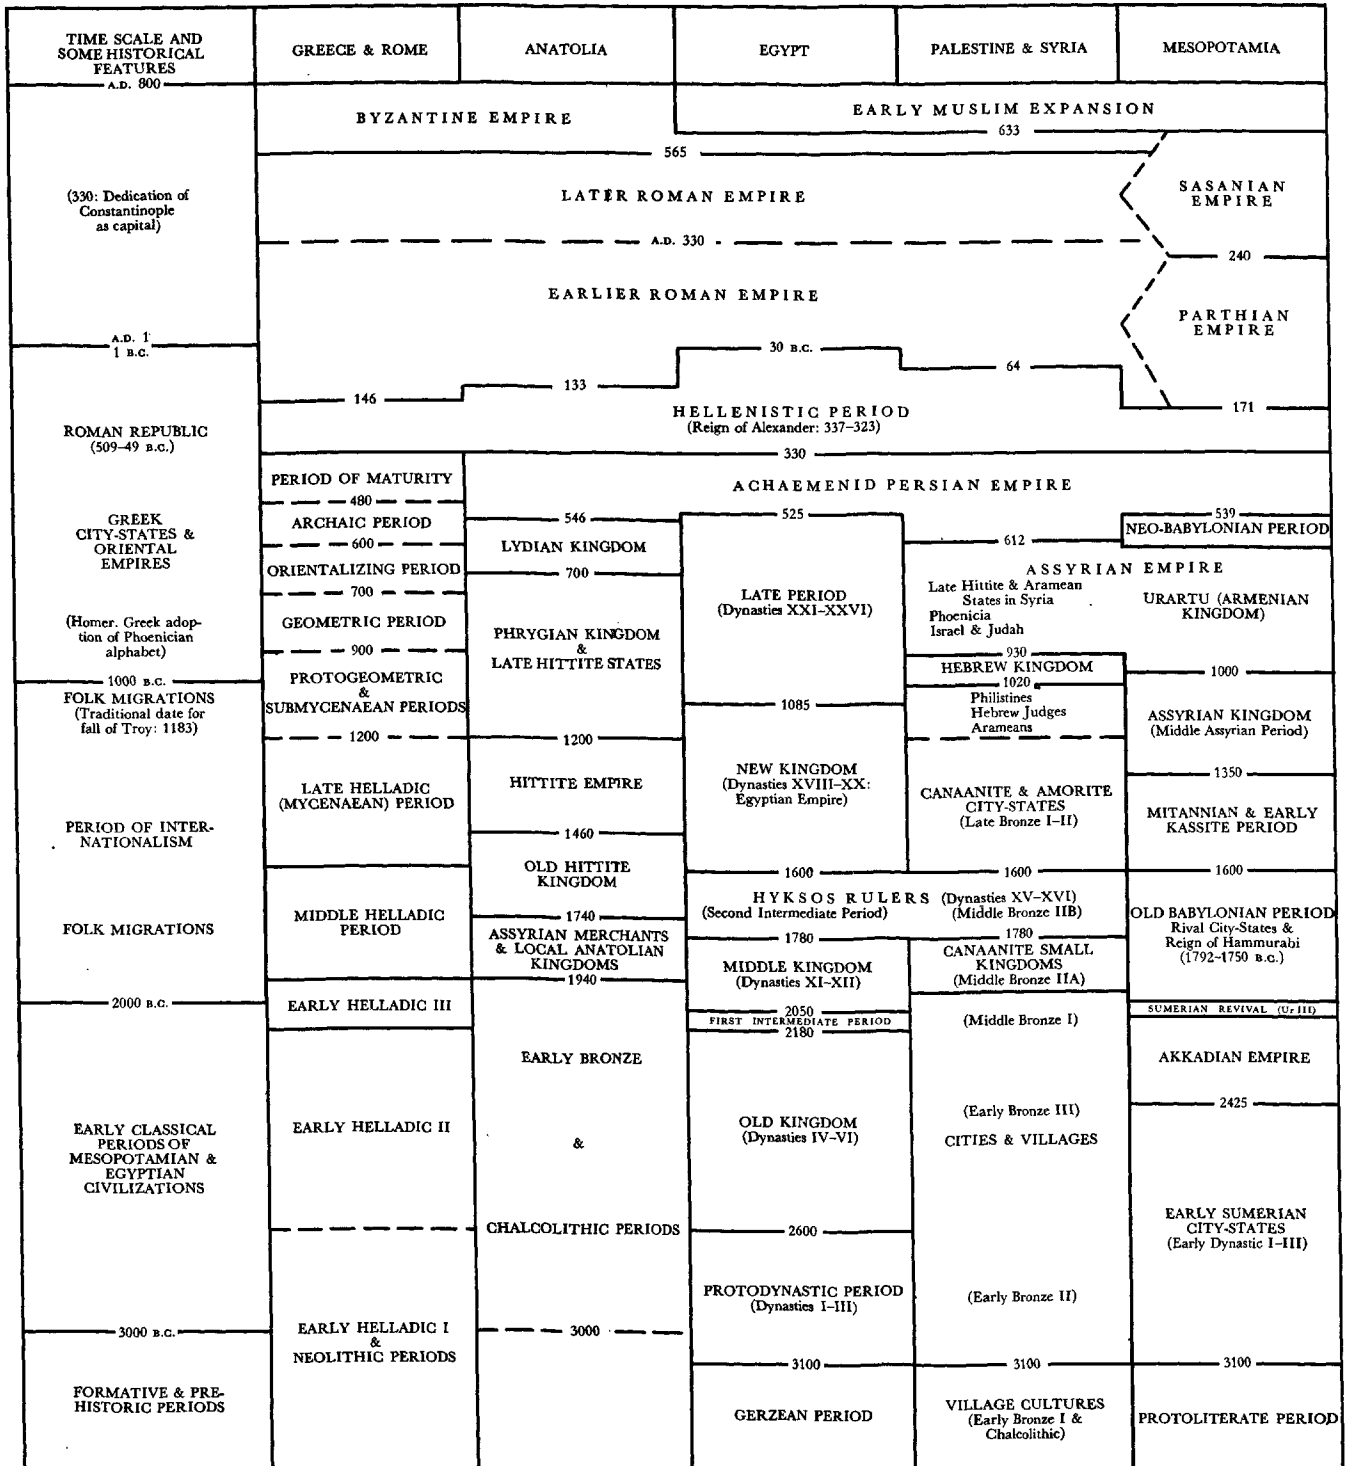 TIME SCALE AND
SOME HISTORICAL
FEATURES
GREECE & ROME
ANATOLIA
EGYPT
PALESTINE & SYRIA
MESOPOTAMIA
A.D. 800
BYZANTINE EMPIRE
EARLY MUSLIM EXPANSION
633
565
(330: Dedication of
Constantinople
as capital)
LATER ROMAN EMPIRE
SASANIAN
EMPIRE
A.D. 330
240
EARLIER ROMAN EMPIRE
PARTHIAN
EMPIRE
A.D. 1
1 B.C.
30 B.C.
64
133
146
171
HELLENISTIC PERIOD
(Reign of Alexander: 337–323)
ROMAN REPUBLIC
(509–49 B.C.)
330
PERIOD OF MATURITY
ACHAEMENID PERSIAN EMPIRE
480
GREEK
CITY-STATES &
ORIENTAL
EMPIRES
ARCHAIC PERIOD
546
525
539
NEO-BABYLONIAN PERIOD
600
LYDIAN KINGDOM
612
ORIENTALIZING PERIOD
700
ASSYRIAN EMPIRE
700
LATE PERIOD
(Dynasties XXI–XXVI)
Late Hittite & Aramean
States in Syria
Phoenicia
Israel & Judah
URARTU (ARMENIAN
KINGDOM)
(Homer. Greek adop-
tion of Phoenician
alphabet)
GEOMETRIC PERIOD
PHRYGIAN KINGDOM
&
LATE HITTITE STATES
900
930
HEBREW KINGDOM
1000
1000 B.C.
1020
FOLK MIGRATIONS
(Traditional date for
fall of Troy: 1183)
PROTOGEOMETRIC
&
SUBMYCENAEAN PERIODS
1085
Philistines
Hebrew Judges
Arameans
ASSYRIAN KINGDOM
(Middle Assyrian Period)
1200
1200
LATE HELLADIC
(MYCENAEAN) PERIOD
HITTITE EMPIRE
NEW KINGDOM
(Dynasties XVIII–XX:
Egyptian Empire)
CANAANITE & AMORITE
CITY-STATES
(Late Bronze I–II)
1350
MITANNIAN & EARLY
KASSITE PERIOD
PERIOD OF INTER-
NATIONALISM
1460
OLD HITTITE
KINGDOM
1600
1600
1600
HYKSOS RULERS (Dynasties XV–XVI)
(Second Intermediate Period) (Middle Bronze IIB)
FOLK MIGRATIONS
MIDDLE HELLADIC
PERIOD
1740
ASSYRIAN MERCHANTS
& LOCAL ANATOLIAN
KINGDOMS
1780
1780
OLD BABYLONIAN PERIOD
Rival City-States &
Reign of Hammurabi
(1792–1750 B.C.)
MIDDLE KINGDOM
(Dynasties XI–XII)
CANAANITE SMALL
KINGDOMS
(Middle Bronze IIA)
1940
2000 B.C.
EARLY HELLADIC III
2050
FIRST INTERMEDIATE PERIOD
2180
(Middle Bronze I)
SUMERIAN REVIVAL (Ur III)
EARLY BRONZE
&
CHALCOLITHIC PERIODS
AKKADIAN EMPIRE
2425
EARLY CLASSICAL
PERIODS OF
MESOPOTAMIAN &
EGYPTIAN
CIVILIZATIONS
EARLY HELLADIC II
OLD KINGDOM
(Dynasties IV–VI)
(Early Bronze III)
CITIES & VILLAGES
EARLY SUMERIAN
CITY-STATES
(Early Dynastic I–III)
2600
PROTODYNASTIC PERIOD
(Dynasties I–III)
(Early Bronze II)
3000 B.C.
EARLY HELLADIC I
&
NEOLITHIC PERIODS
3000
3100
3100
3100
FORMATIVE & PRE-
HISTORIC PERIODS
GERZEAN PERIOD
VILLAGE CULTURES
(Early Bronze I &
Chalcolithic)
PROTOLITERATE PERIOD